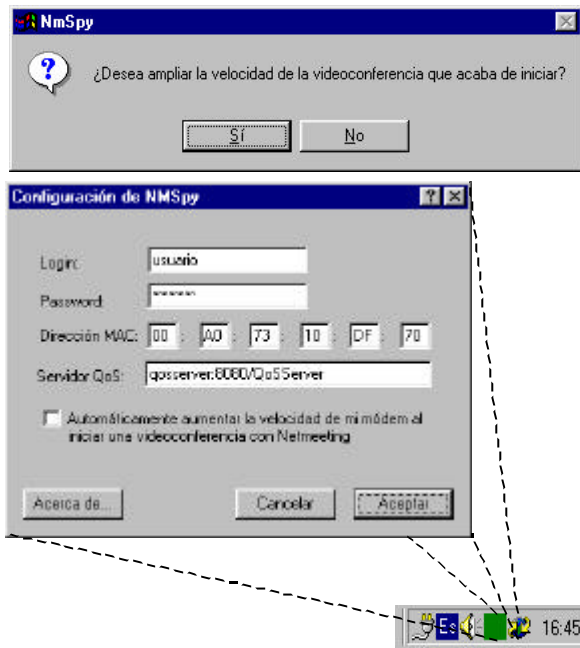 NmSpy
¿Desea ampliar la velocidad de la videoconferencia que acaba de iniciar?
Sí
No
Configuración de NMSpy
Login:
usuario
Password:
********
Dirección MAC: 00 : A0 : 73 : 10 : DF : 70
Servidor QoS: qosserver:8080/QoSServer
Automáticamente aumentar la velocidad de mi módem al
iniciar una videoconferencia con Netmeeting
Acerca de...
Cancelar
Aceptar
Es
16:45